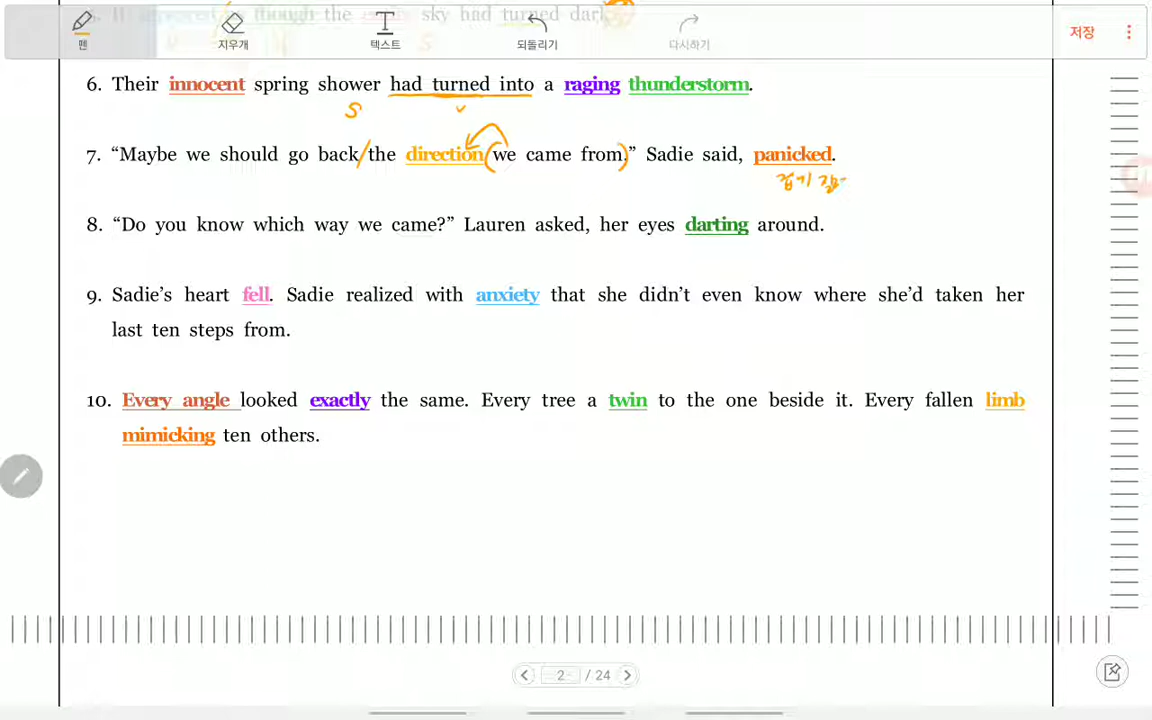 sky had turned dark
펜 지우개 텍스트 되돌리기 다시하기 저장
6. Their innocent spring shower had turned into a raging thunderstorm.
S v
7. “Maybe we should go back/the direction(we came from,)” Sadie said, panicked.
겁기
8. “Do you know which way we came?” Lauren asked, her eyes darting around.
9. Sadie’s heart fell. Sadie realized with anxiety that she didn’t even know where she’d taken her
last ten steps from.
10. Every angle looked exactly the same. Every tree a twin to the one beside it. Every fallen limb
mimicking ten others.
2 / 24